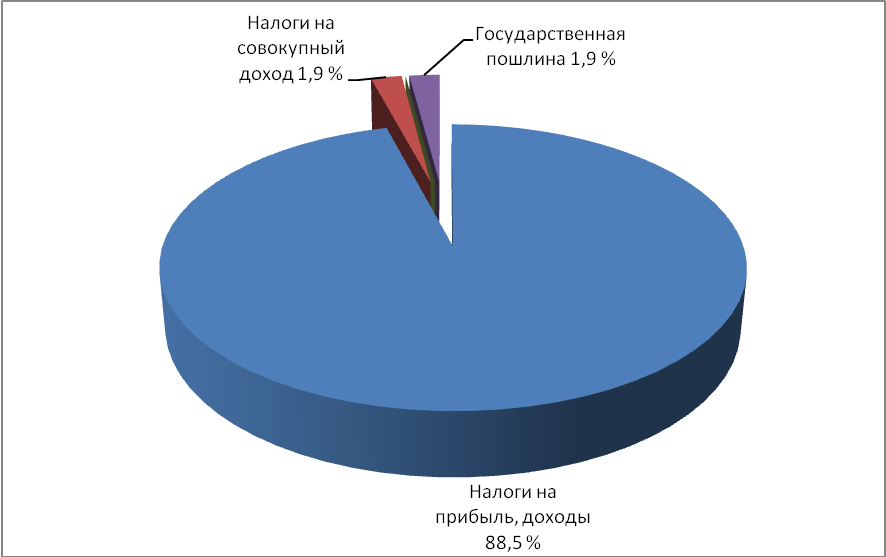 Налоги на
совокупный
доход 1,9 %
Государственная
пошлина 1,9 %
Налоги на
прибыль, доходы
88,5 %